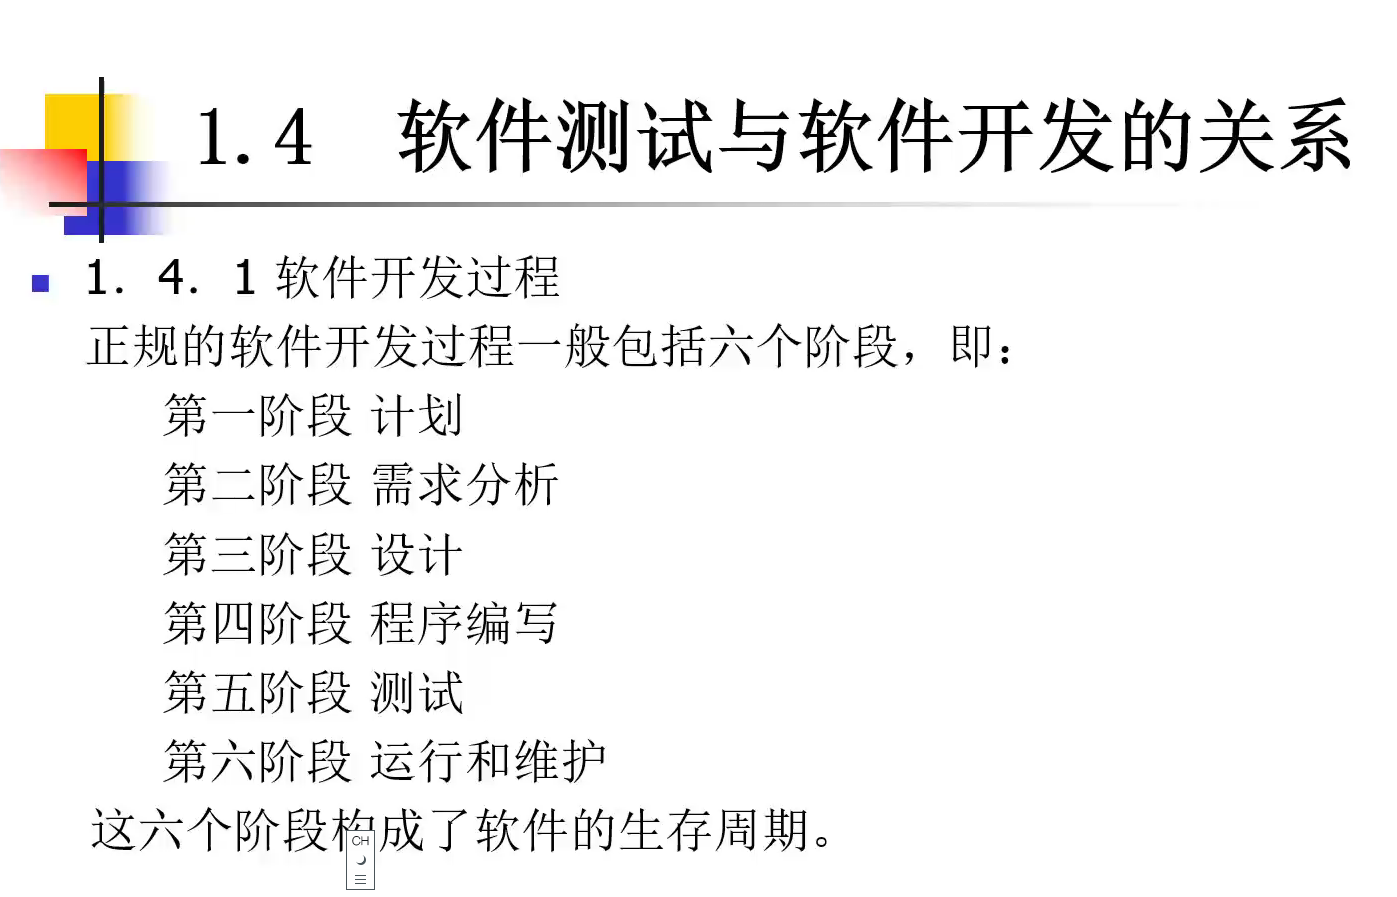 1.4 软件测试与软件开发的关系
1．4．1 软件开发过程
正规的软件开发过程一般包括六个阶段，即：
第一阶段 计划
第二阶段 需求分析
第三阶段 设计
第四阶段 程序编写
第五阶段 测试
第六阶段 运行和维护
这六个阶段构成了软件的生存周期。
CH